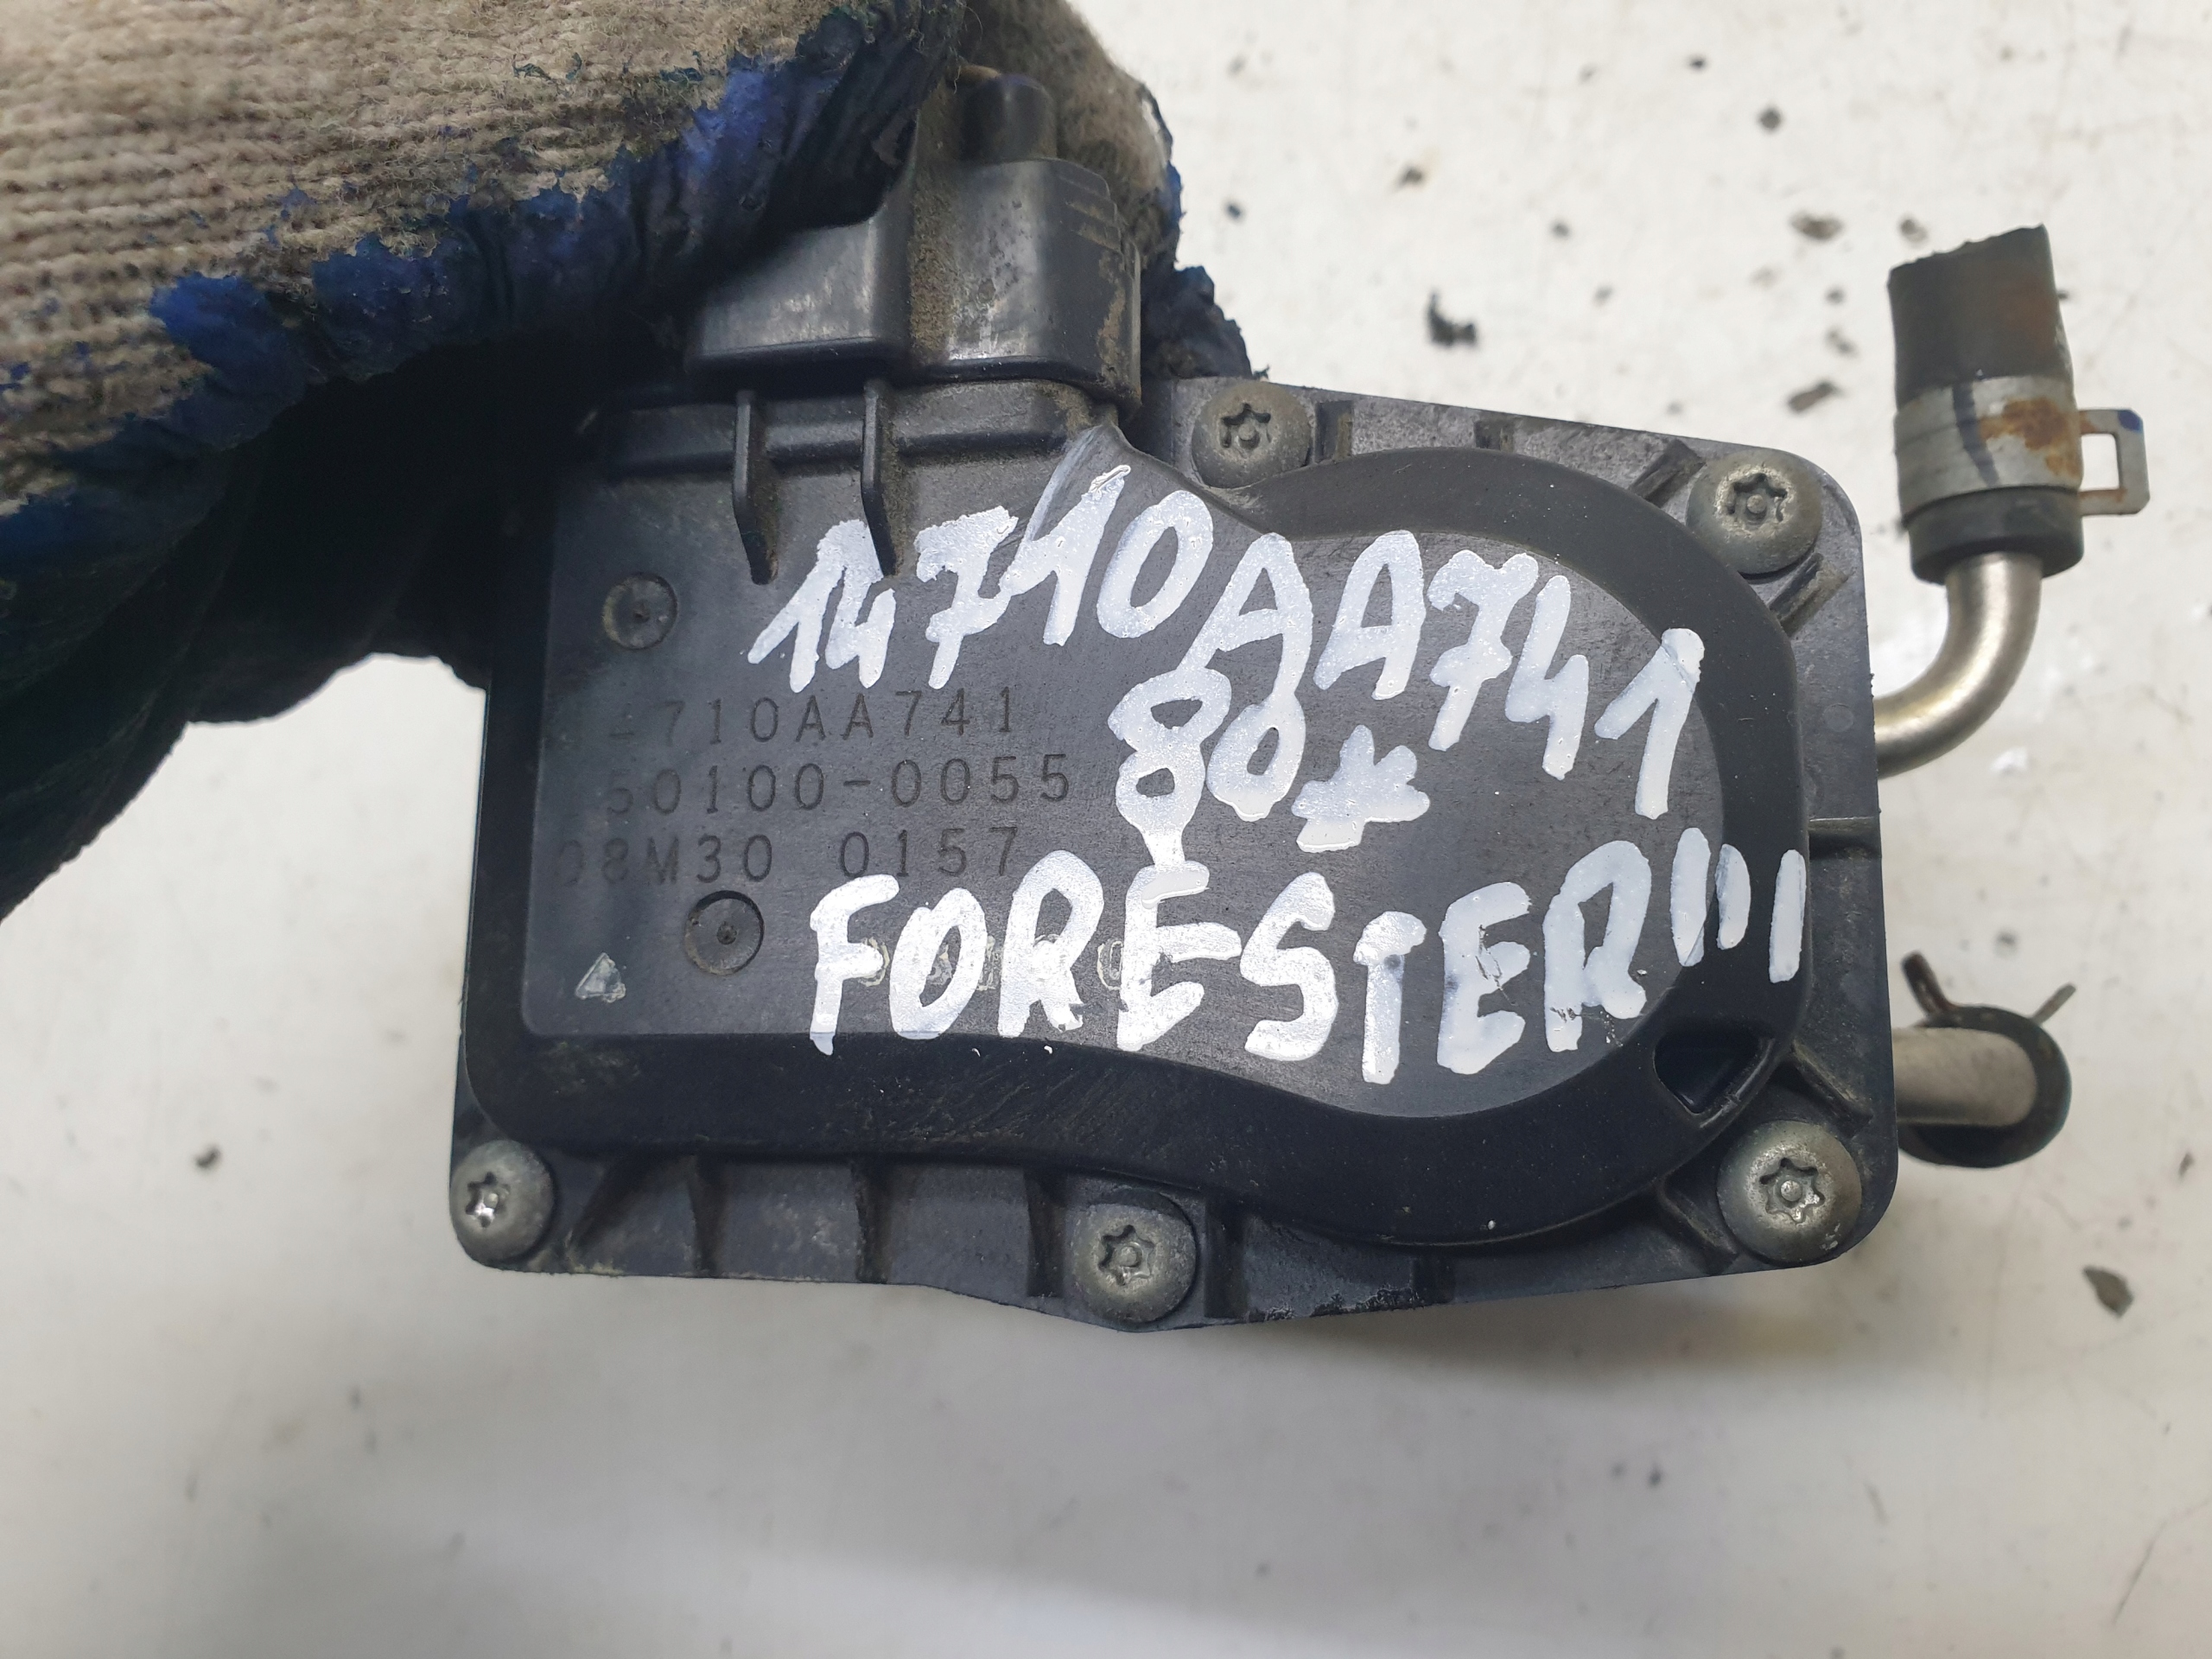 14710AA741
80*
FORESTER III
4710AA741
50100-0055
08M30 0157